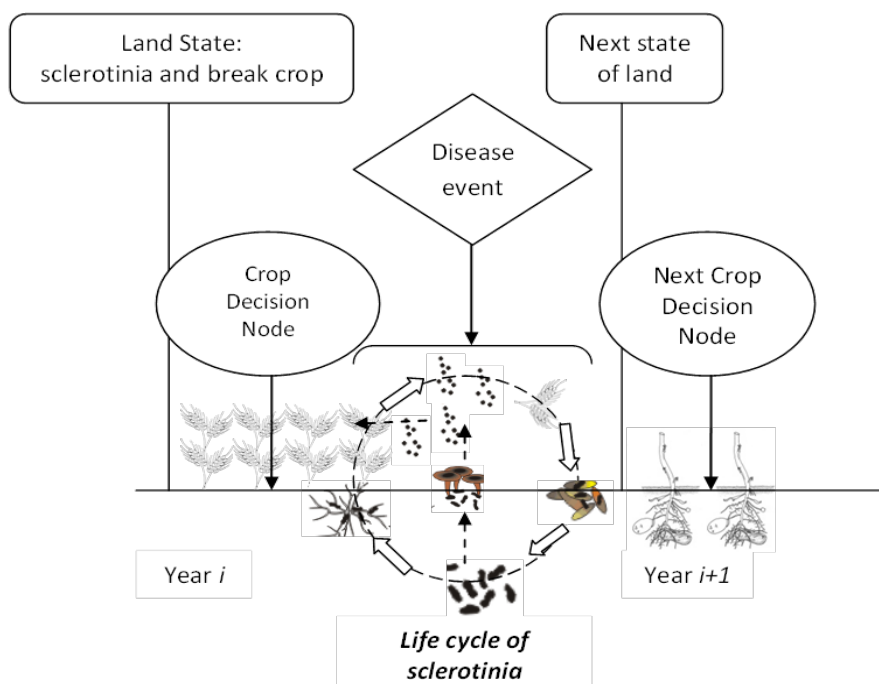 Land State:
sclerotinia and break crop
Next state
of land
Disease
event
Crop
Decision
Node
Next Crop
Decision
Node
Year i
Year i+1
Life cycle of
sclerotinia